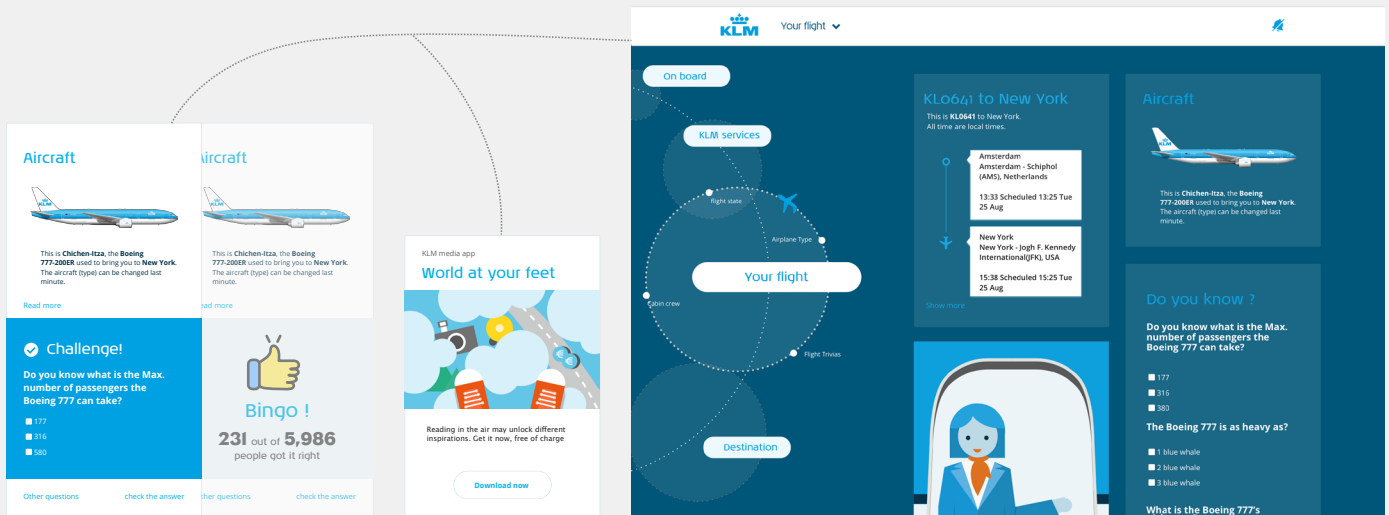 Aircraft
KLM
This is Chichen-Itza, the Boeing
777-200ER used to bring you to New York.
The aircraft (type) can be changed last
minute.
Read more
Challenge!
Do you know what is the Max.
number of passengers the
Boeing 777 can take?
177
316
580
Other questions
check the answer
Aircraft
KLM
This is Chichen-Itza, the Boeing
777-200ER used to bring you to New York.
The aircraft (type) can be changed last
minute.
ead more
Bingo !
231 out of 5,986
people got it right
ther questions
check the answer
KLM media app
World at your feet
Reading in the air may unlock different
inspirations. Get it now, free of charge
Download now
KLM
Your flight
On board
KLM services
flight state
Airplane Type
Your flight
Cabin crew
Flight Trivias
Destination
KL0641 to New York
This is KL0641 to New York.
All time are local times.
Amsterdam
Amsterdam - Schiphol
(AMS), Netherlands
13:33 Scheduled 13:25 Tue
25 Aug
New York
New York - Jogh F. Kennedy
International(JFK), USA
15:38 Scheduled 15:25 Tue
25 Aug
Show more
Aircraft
KLM
This is Chichen-Itza, the Boeing
777-200ER used to bring you to New York.
The aircraft (type) can be changed last
minute.
Do you know ?
Do you know what is the Max.
number of passengers the
Boeing 777 can take?
177
316
380
The Boeing 777 is as heavy as?
1 blue whale
2 blue whale
3 blue whale
What is the Boeing 777's